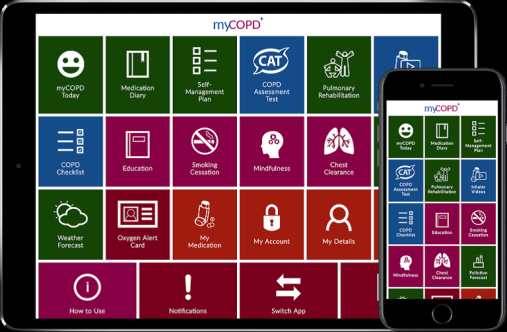 myCOPD+
myCOPD
Today
Medication
Diary
Self-
Management
Plan
CAT
COPD
Assessment
Test
Pulmonary
Rehabilitation
COPD
Checklist
Education
Smoking
Cessation
Mindfulness
Chest
Clearance
Weather
Forecast
Oxygen Alert
Card
My
Medication
My Account
My Details
How to Use
Notifications
Switch App
myCOPD+
myCOPD
Today
Medication
Diary
Self-
Management
Plan
CAT
COPD
Assessment
Test
Pulmonary
Rehabilitation
Inhaler
Videos
COPD
Checklist
Education
Smoking
Cessation
Mindfulness
Chest
Clearance
Pollution
Forecast